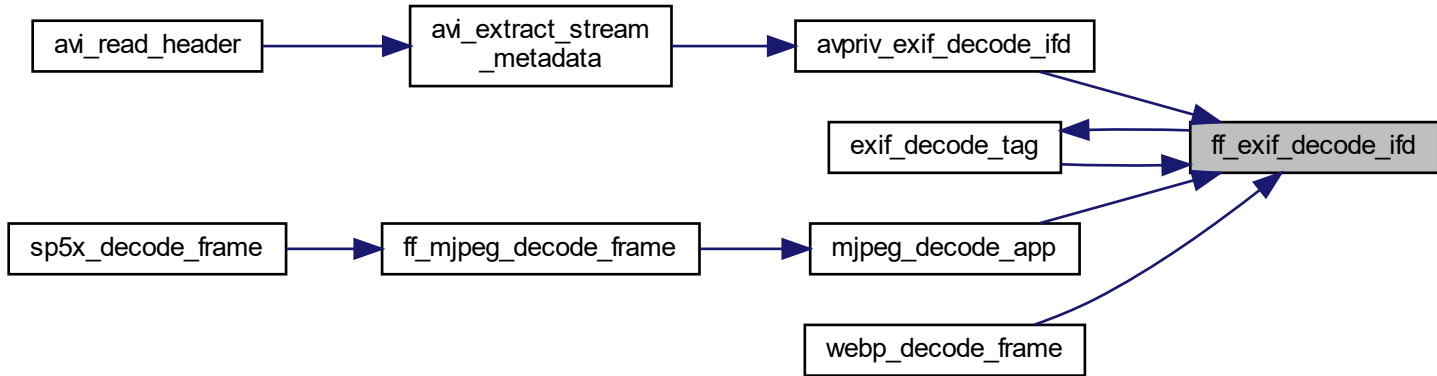 avi_read_header
avi_extract_stream
_metadata
avpriv_exif_decode_ifd
exif_decode_tag
ff_exif_decode_ifd
sp5x_decode_frame
ff_mjpeg_decode_frame
mjpeg_decode_app
webp_decode_frame